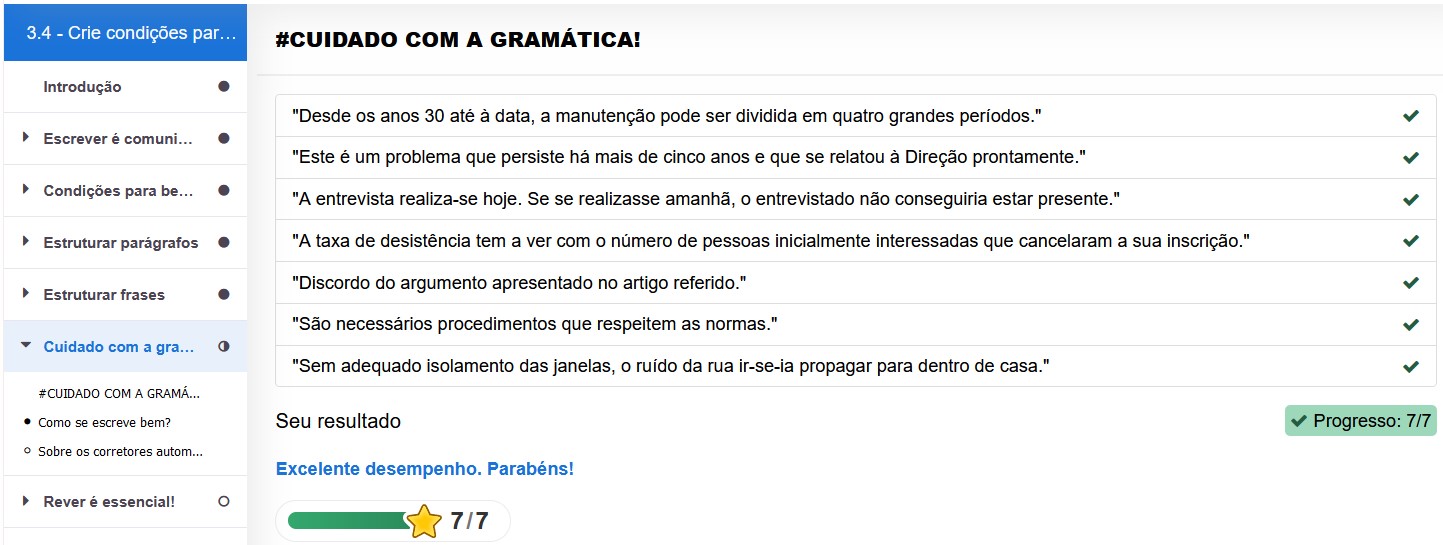 3.4 - Crie condições par...
Introdução
Escrever é comuni...
Condições para be...
Estruturar parágrafos
Estruturar frases
Cuidado com a gra...
#CUIDADO COM A GRAMÁ...
Como se escreve bem?
Sobre os corretores autom...
Rever é essencial!
#CUIDADO COM A GRAMÁTICA!
"Desde os anos 30 até à data, a manutenção pode ser dividida em quatro grandes períodos."
"Este é um problema que persiste há mais de cinco anos e que se relatou à Direção prontamente."
"A entrevista realiza-se hoje. Se se realizasse amanhã, o entrevistado não conseguiria estar presente."
"A taxa de desistência tem a ver com o número de pessoas inicialmente interessadas que cancelaram a sua inscrição."
"Discordo do argumento apresentado no artigo referido."
"São necessários procedimentos que respeitem as normas."
"Sem adequado isolamento das janelas, o ruído da rua ir-se-ia propagar para dentro de casa."
Seu resultado
Progresso: 7/7
Excelente desempenho. Parabéns!
7/7